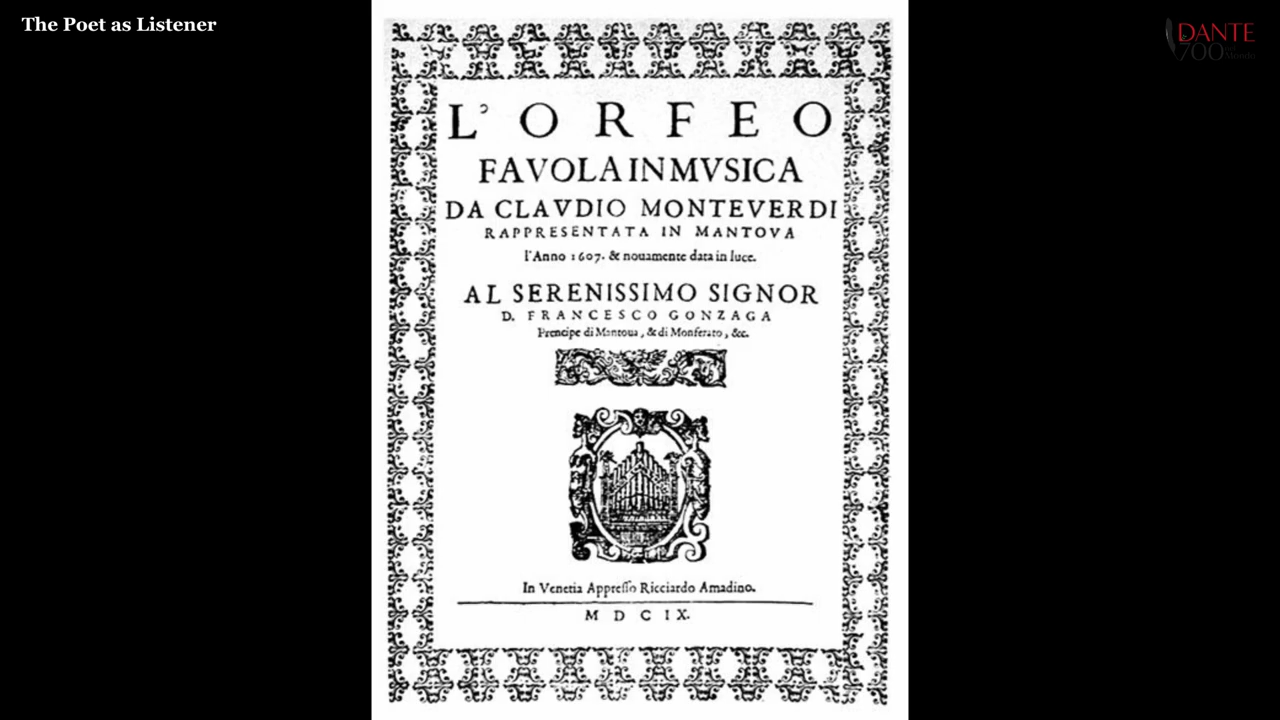 The Poet as Listener
DANTE
700
L'ORFEO
FAVOLA IN MVSICA
DA CLAVDIO MONTEVERDI
RAPPRESENTATA IN MANTOVA
l'Anno 1607. & nouamente data in luce.
AL SERENISSIMO SIGNOR
D. FRANCESCO GONZAGA
Prencipe di Mantoua, & di Monferato, &c.
In Venetia Appreſſo Ricciardo Amadino.
M D C IX.